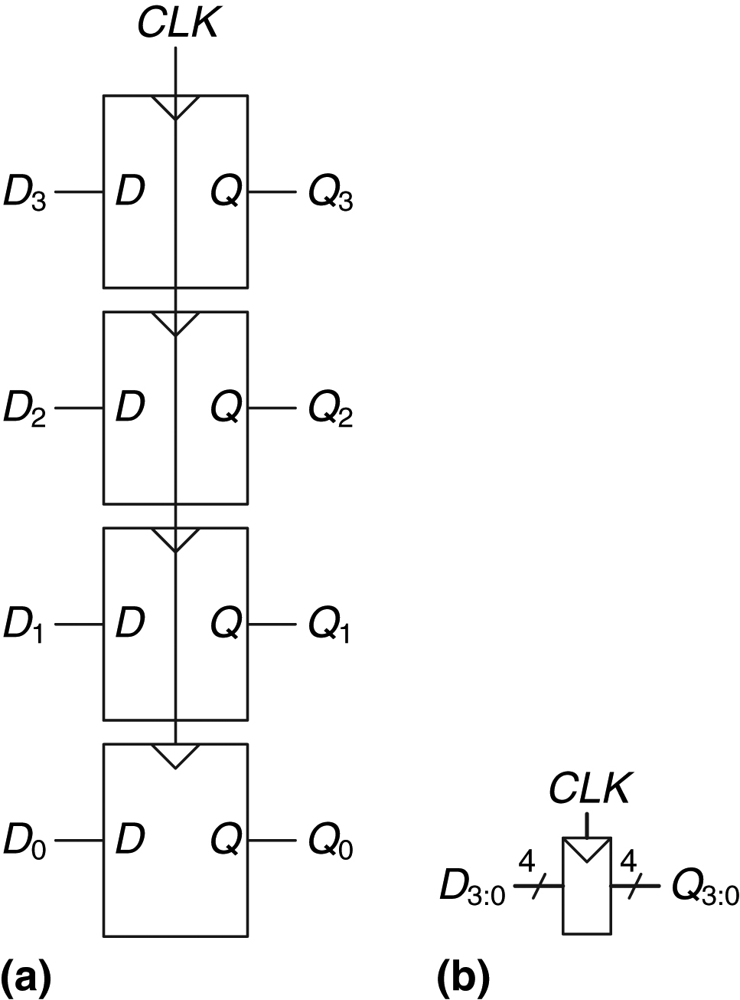 CLK
D3 D Q Q3
D2 D Q Q2
D1 D Q Q1
D0 D Q Q0
(a)
CLK
4 4
D3:0 Q3:0
(b)